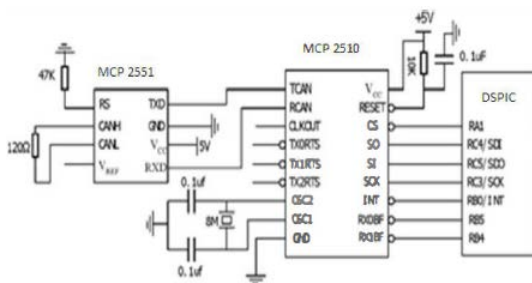 +5V
MCP 2510
0.1uF
10K
47K
MCP 2551
DSPIC
RS
TXD
CANH
GND
CANL
VCC
5V
VREF
RXD
120Ω
TCAN
VCC
RCAN
RESET
CLKOUT
CS
RA1
TX0RTS
SO
RC4/SDI
TX1RTS
SI
RC5/SDO
TX2RTS
SCK
RC3/SCK
0.1uf
OSC2
INT
RB0/INT
8M
OSC1
RX0BF
RB5
GND
RX1BF
RB4
0.1uf